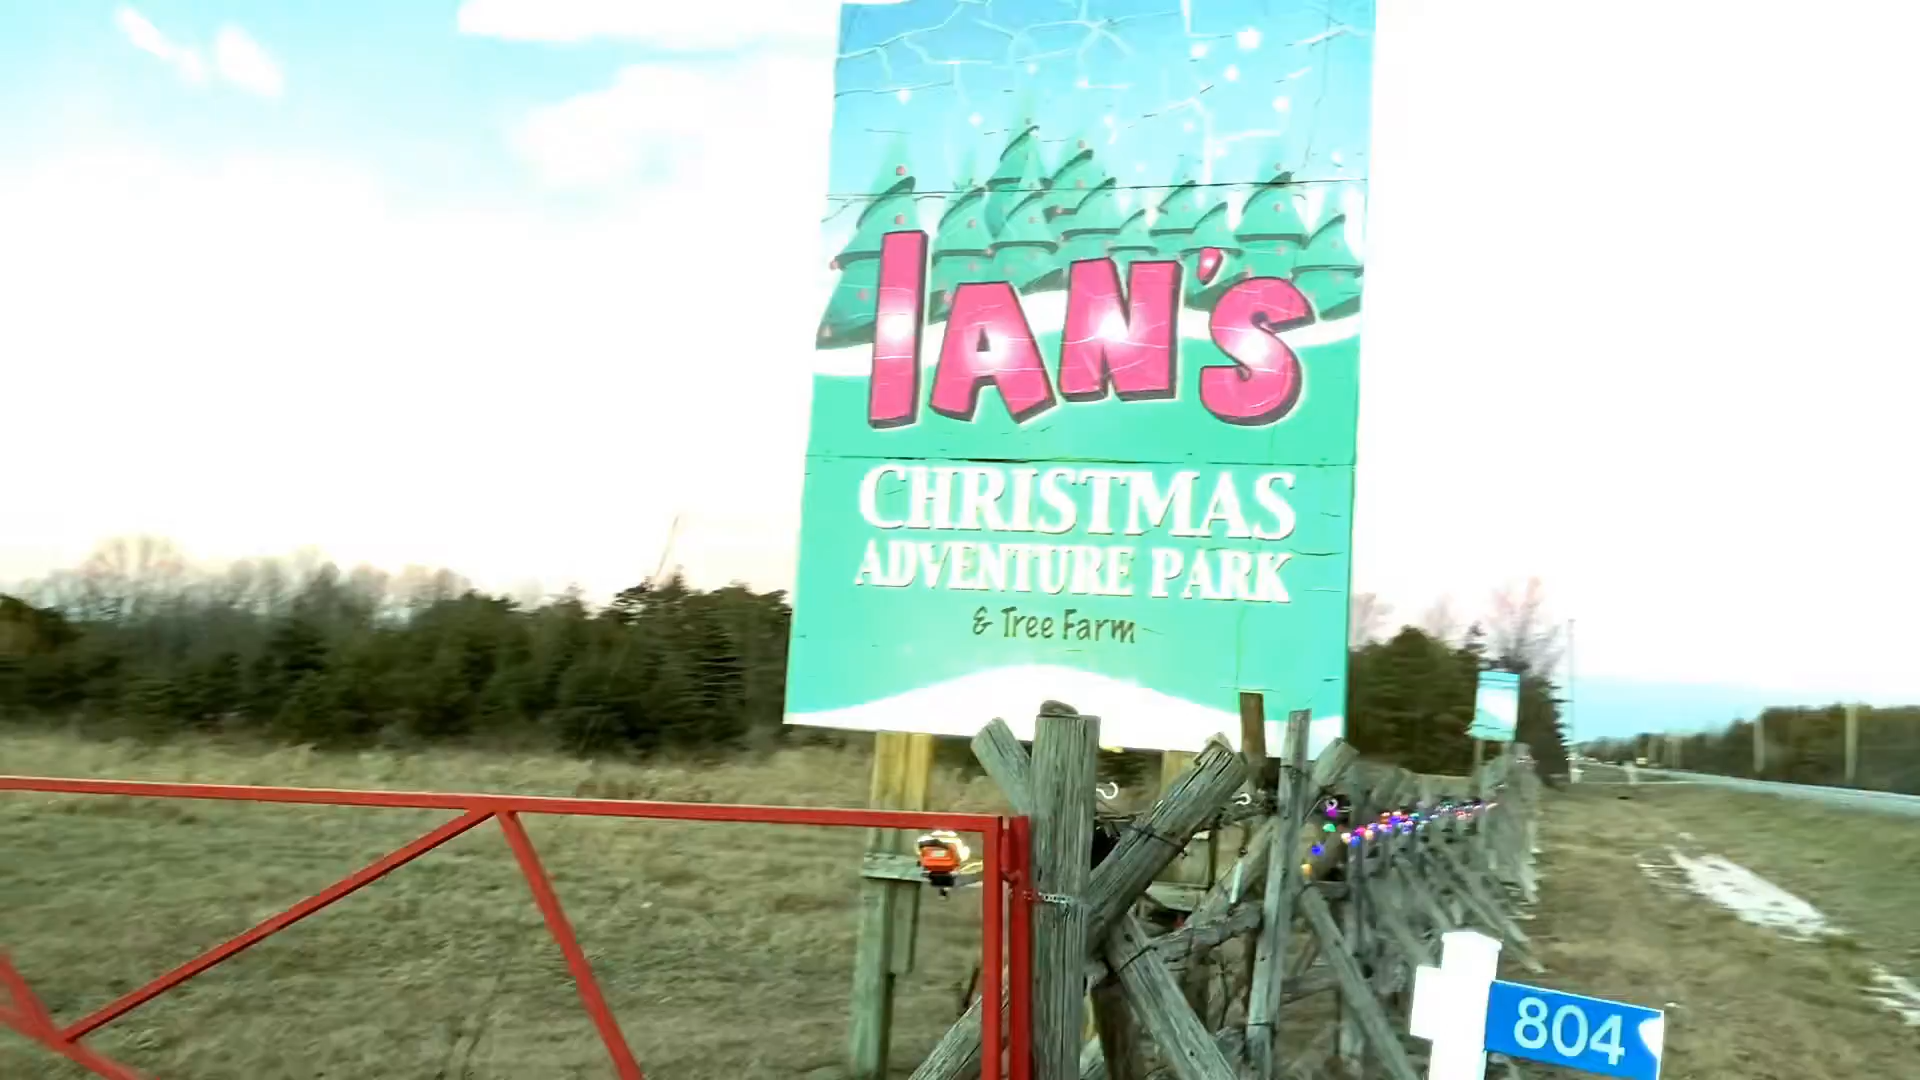 IAN'S
CHRISTMAS
ADVENTURE PARK
& Tree Farm
804